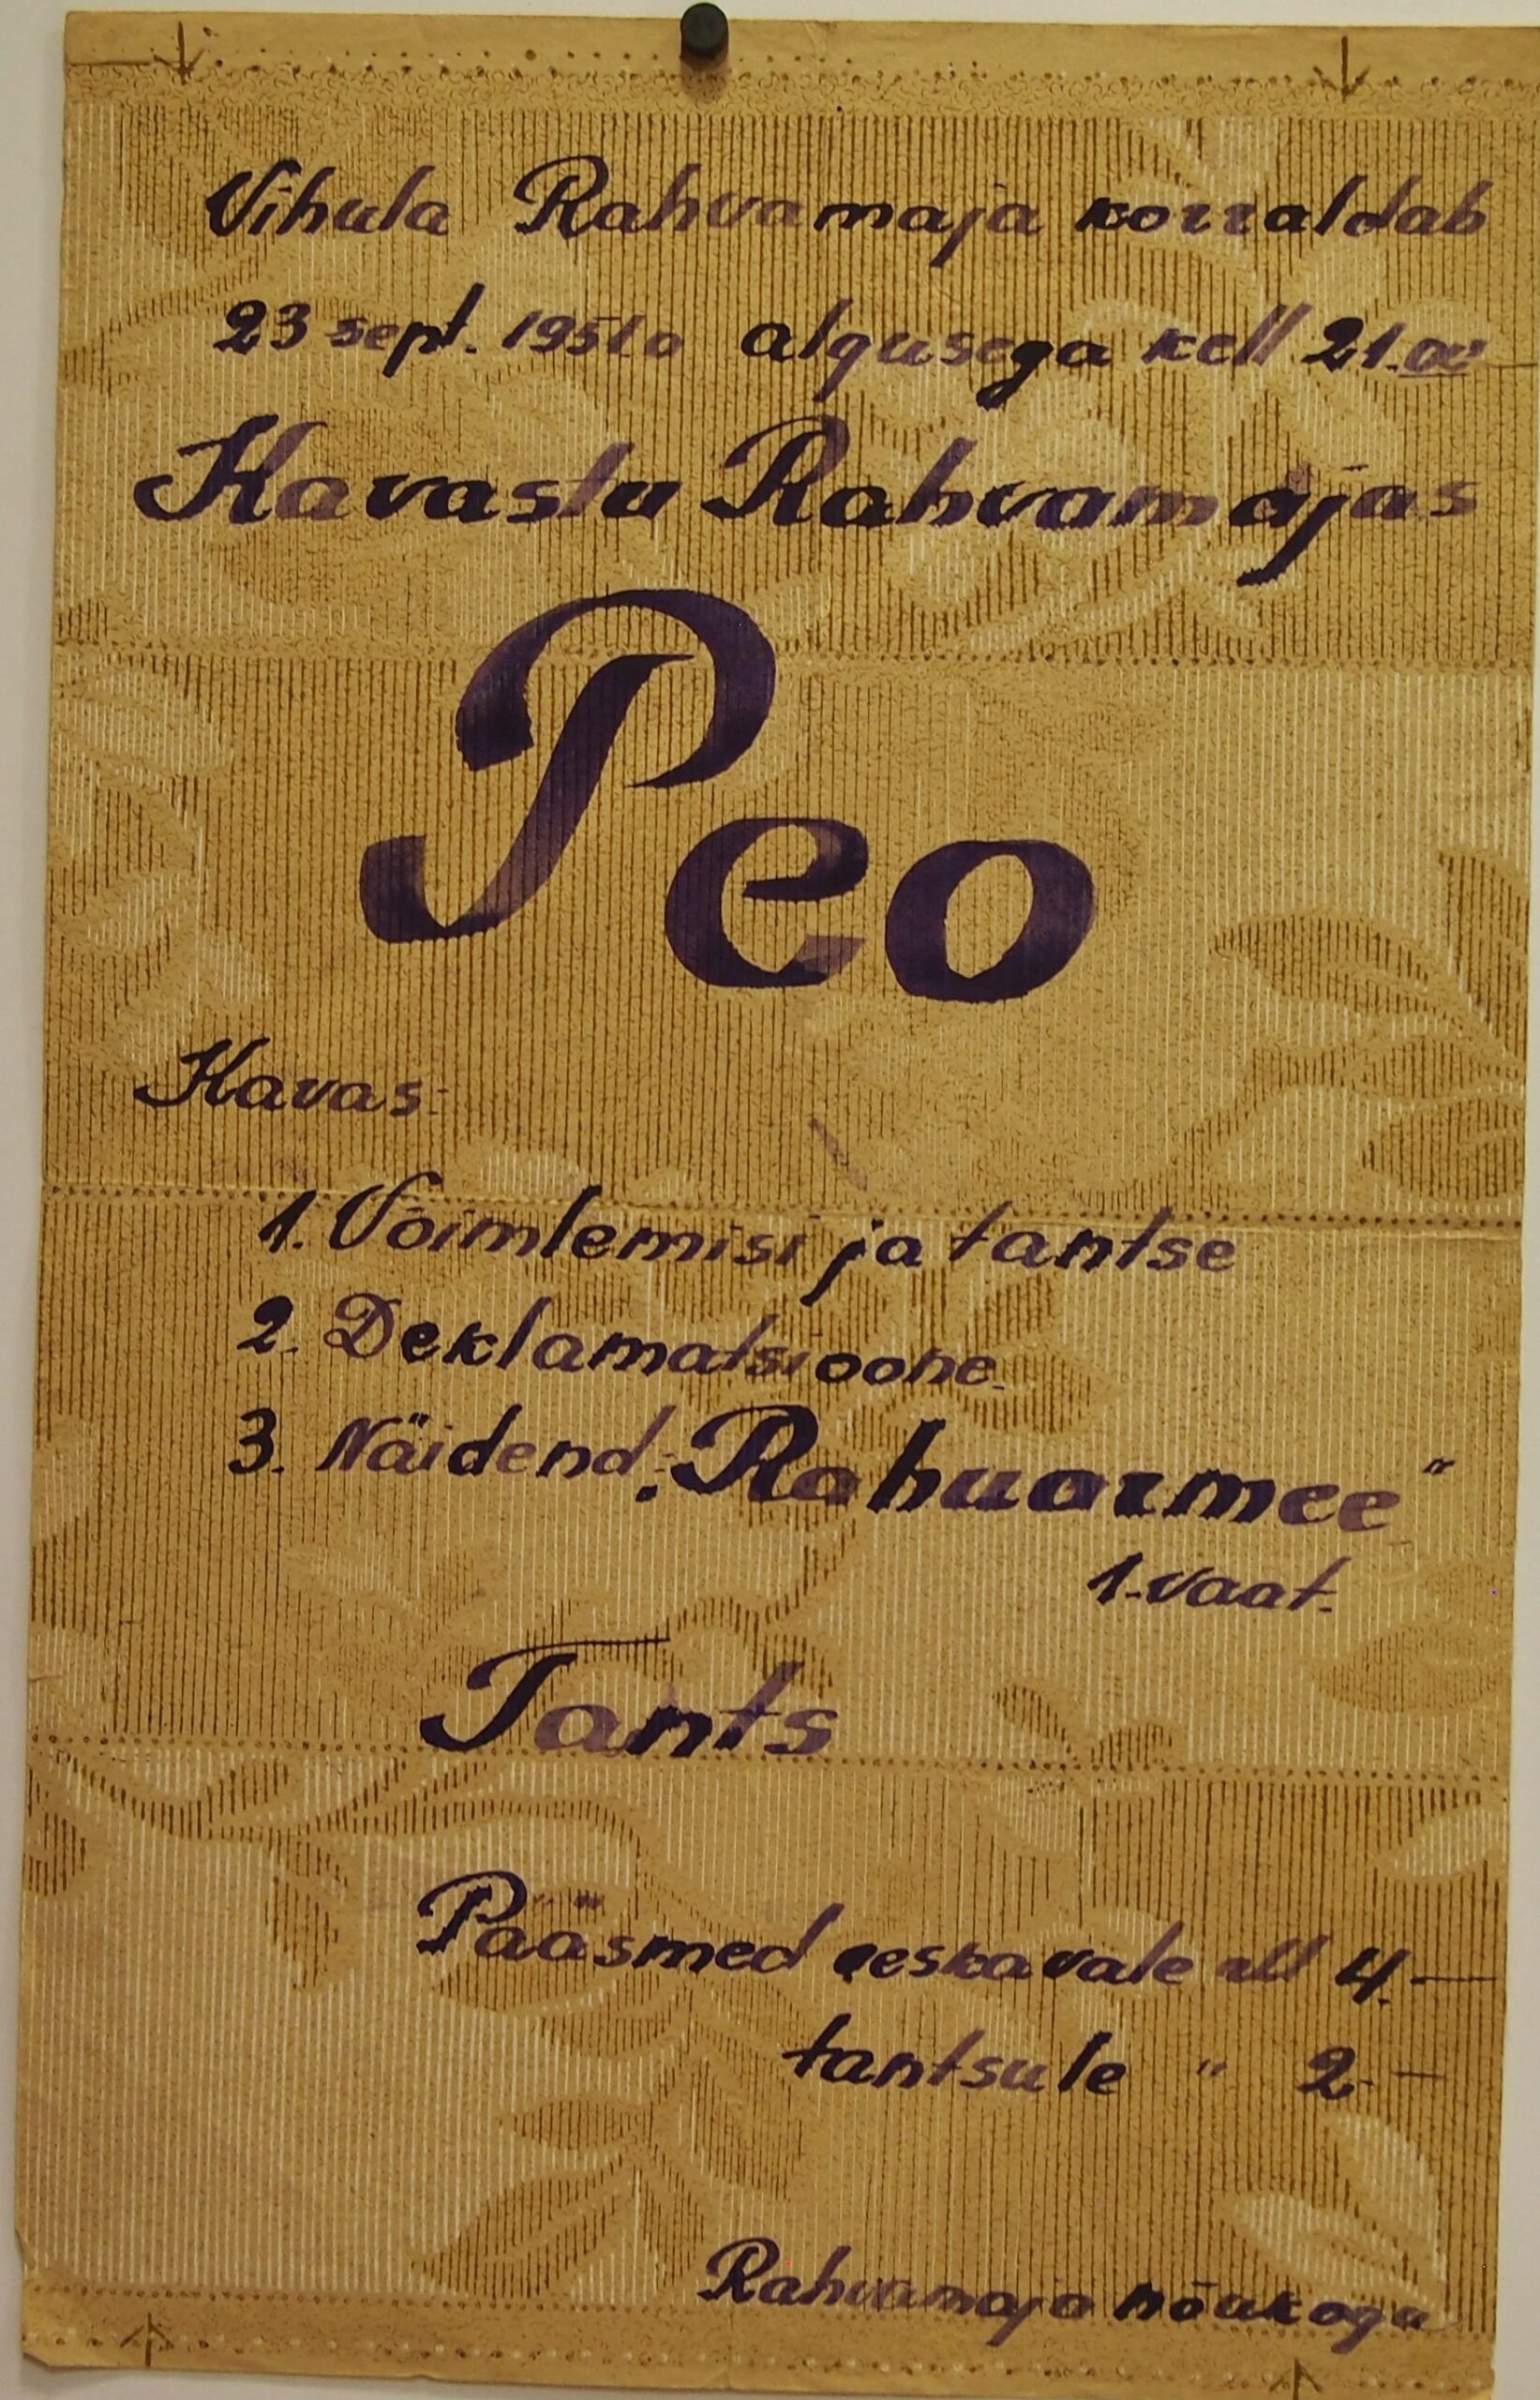 Vihula Rahvamaja korraldab
23 sept. 1951.o algusega kell 21.00
Kavastu Rahvamajas
Peo
Kavas:
1. Võimlemisi ja tantse
2. Deklamatsioone.
3. Näidend: „Rahuarmee"
1. vaat.
Tants
Pääsmed eeskavale rbl 4.—
tantsule " 2.—
Rahvamaja nõukogu